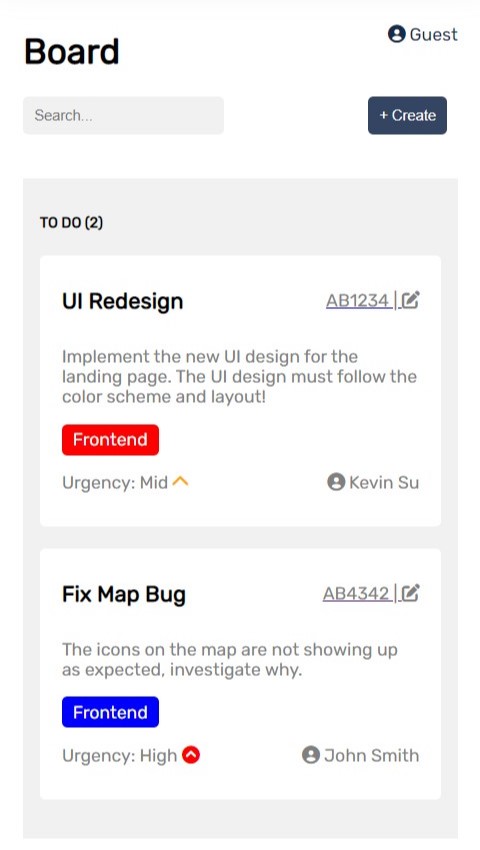 Guest
Board
Search...
+ Create
TO DO (2)
UI Redesign
AB1234 |
Implement the new UI design for the
landing page. The UI design must follow the
color scheme and layout!
Frontend
Urgency: Mid
Kevin Su
Fix Map Bug
AB4342 |
The icons on the map are not showing up
as expected, investigate why.
Frontend
Urgency: High
John Smith